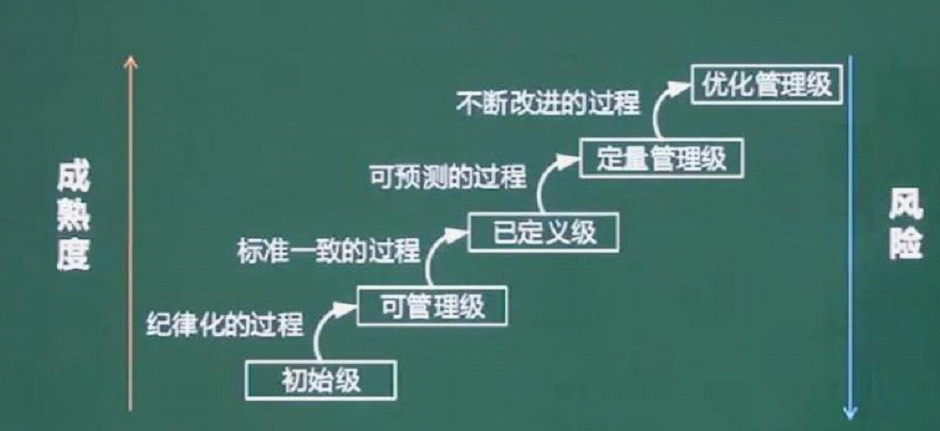 优化管理级
不断改进的过程
定量管理级
可预测的过程
已定义级
标准一致的过程
可管理级
纪律化的过程
初始级
成熟度
风险